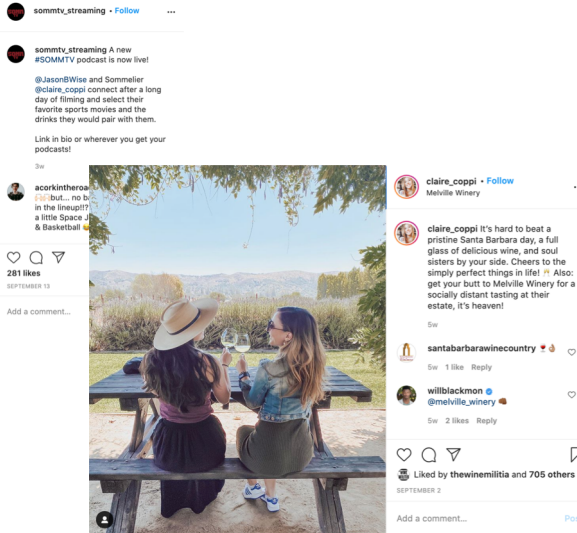 sommtv_streaming • Follow
sommtv_streaming A new
#SOMMTV podcast is now live!
@JasonBWise and Sommelier
@claire_coppi connect after a long
day of filming and select their
favorite sports movies and the
drinks they would pair with them.
Link in bio or wherever you get your
podcasts!
3w
but... no
in the lineup!!?
a little Space
& Basketball
281 likes
SEPTEMBER 13
Add a comment...
claire_coppi • Follow
Melville Winery
claire_coppi It's hard to beat a
pristine Santa Barbara day, a full
glass of delicious wine, and soul
sisters by your side. Cheers to the
simply perfect things in life! 🥂 Also:
get your butt to Melville Winery for a
socially distant tasting at their
estate, it's heaven!
5w
santabarbarawinecountry 🍷👌
5w 1 like Reply
willblackmon
@melville_winery 👊🏾
5w 2 likes Reply
Liked by thewinemilitia and 705 others
SEPTEMBER 2
Add a comment...